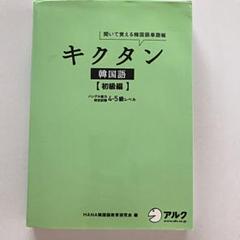 聞いて覚える韓国語単語帳
キクタン
韓国語
【初級編】
ハングル能力
検定試験 4・5級レベル
HANA韓国語教育研究会 編
アルク